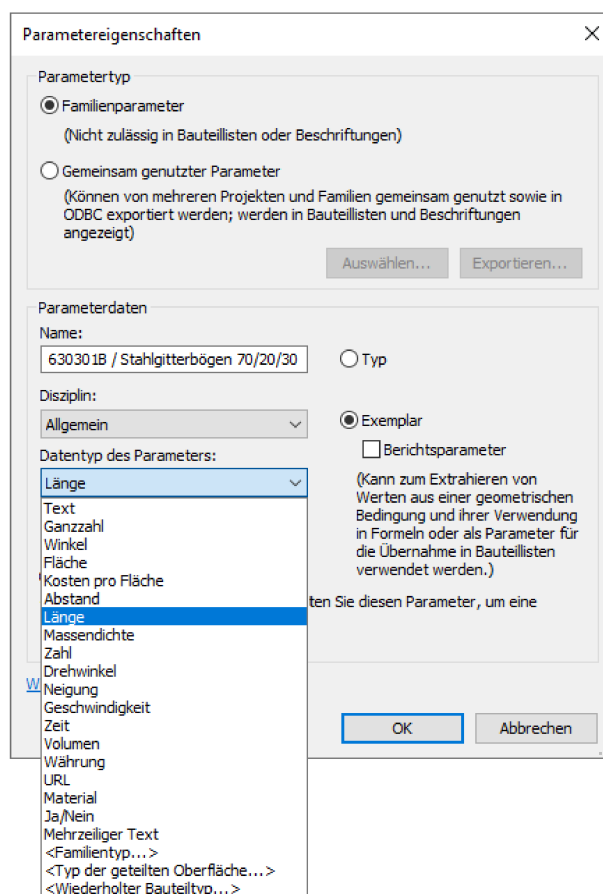 Parametereigenschaften
Parametertyp
Familienparameter
(Nicht zulässig in Bauteillisten oder Beschriftungen)
Gemeinsam genutzter Parameter
(Können von mehreren Projekten und Familien gemeinsam genutzt sowie in
ODBC exportiert werden; werden in Bauteillisten und Beschriftungen
angezeigt)
Auswählen...
Exportieren...
Parameterdaten
Name:
630301B / Stahlgitterbögen 70/20/30
Typ
Disziplin:
Allgemein
Exemplar
Berichtsparameter
Datentyp des Parameters:
Länge
(Kann zum Extrahieren von
Werten aus einer geometrischen
Bedingung und ihrer Verwendung
in Formeln oder als Parameter für
die Übernahme in Bauteillisten
verwendet werden.)
Text
Ganzzahl
Winkel
Fläche
Kosten pro Fläche
Abstand
Länge
ten Sie diesen Parameter, um eine
Massendichte
Zahl
Drehwinkel
Neigung
Geschwindigkeit
Zeit
Volumen
Währung
URL
Material
Ja/Nein
Mehrzeiliger Text
<Familientyp...>
<Typ der geteilten Oberfläche...>
<Wiederholter Bauteiltyp...>
OK
Abbrechen